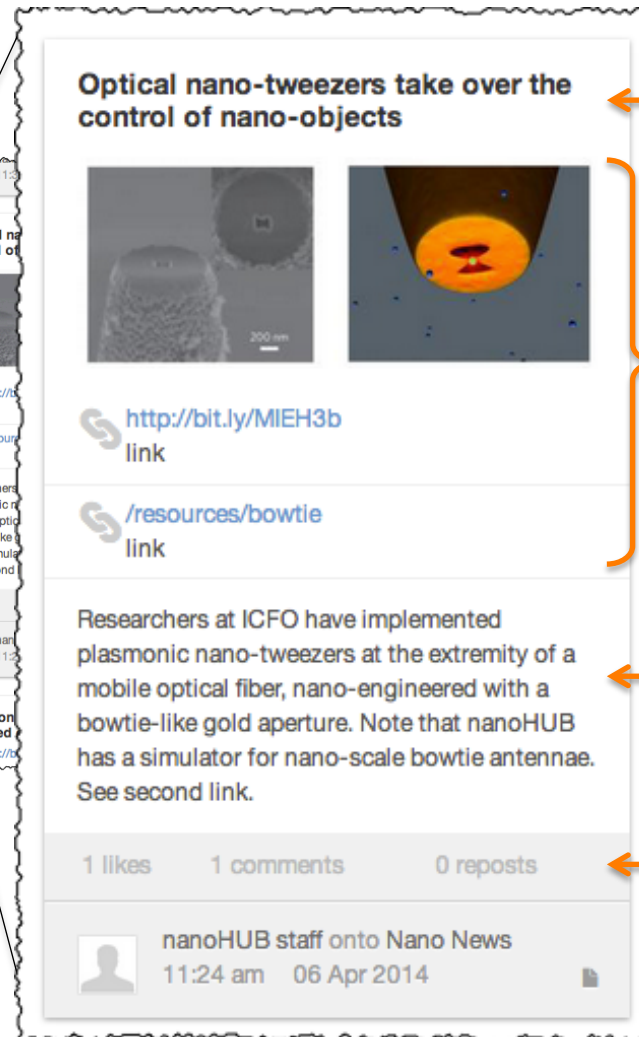 Optical nano-tweezers take over the
control of nano-objects
200 nm
http://bit.ly/MIEH3b
link
/resources/bowtie
link
Researchers at ICFO have implemented
plasmonic nano-tweezers at the extremity of a
mobile optical fiber, nano-engineered with a
bowtie-like gold aperture. Note that nanoHUB
has a simulator for nano-scale bowtie antennae.
See second link.
1 likes 1 comments 0 reposts
nanoHUB staff onto Nano News
11:24 am 06 Apr 2014